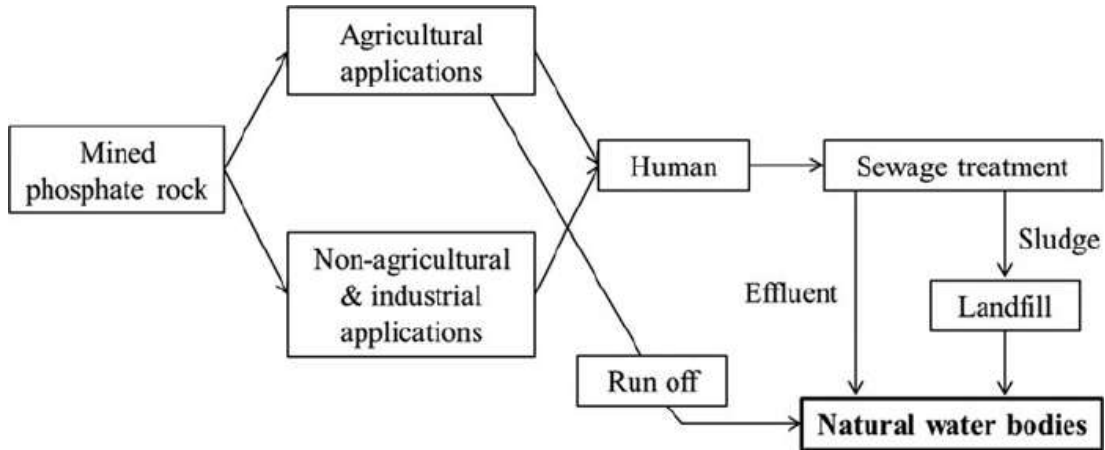 Agricultural
applications
Mined
phosphate rock
Human
Sewage treatment
Non-agricultural
& industrial
applications
Sludge
Effluent
Landfill
Run off
Natural water bodies